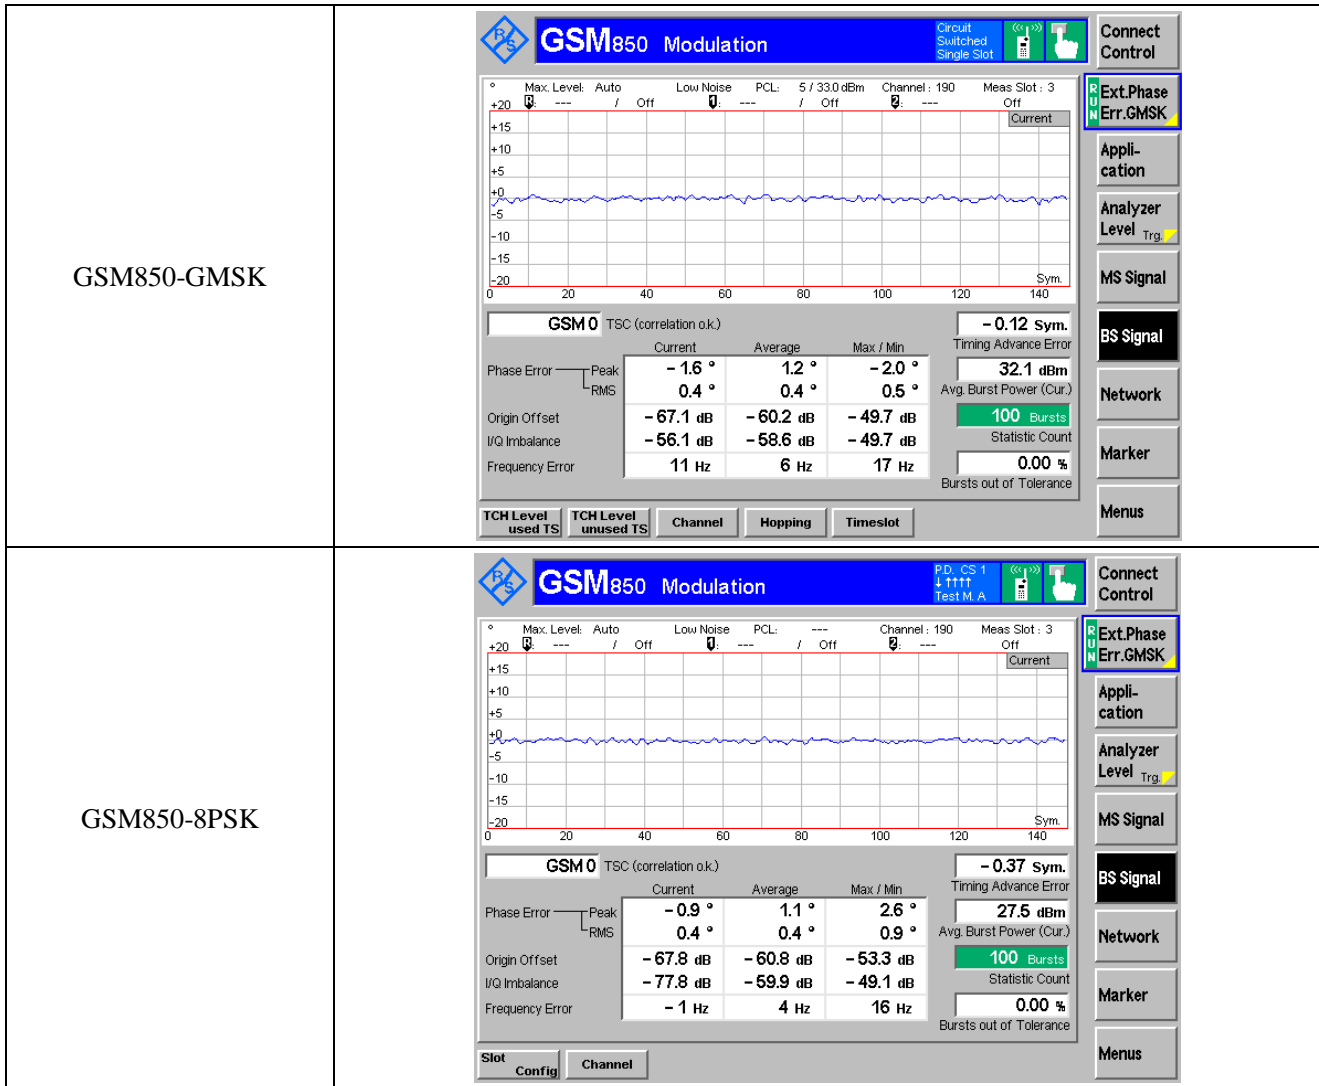 GSM850-GMSK
R/S
GSM850 Modulation
Circuit
Switched
Single Slot
Connect
Control
° Max. Level: Auto Low Noise PCL: 5 / 33.0 dBm Channel : 190 Meas Slot : 3
R: --- / Off 1: --- / Off 2: --- Off
Current
+20
+15
+10
+5
+0
-5
-10
-15
-20
Sym.
0 20 40 60 80 100 120 140
RUN
Ext.Phase
Err.GMSK
Appli-
cation
Analyzer
Level Trg.
MS Signal
BS Signal
Network
Marker
Menus
GSM 0 TSC (correlation o.k.)
- 0.12 Sym.
Timing Advance Error
Current Average Max / Min
Phase Error Peak - 1.6 ° 1.2 ° - 2.0 °
RMS 0.4 ° 0.4 ° 0.5 °
32.1 dBm
Avg. Burst Power (Cur.)
Origin Offset - 67.1 dB - 60.2 dB - 49.7 dB
I/Q Imbalance - 56.1 dB - 58.6 dB - 49.7 dB
Frequency Error 11 Hz 6 Hz 17 Hz
100 Bursts
Statistic Count
0.00 %
Bursts out of Tolerance
TCH Level
used TS
TCH Level
unused TS
Channel
Hopping
Timeslot
GSM850-8PSK
R/S
GSM850 Modulation
P.D. CS 1
↓ ↑↑↑↑
Test M. A
Connect
Control
° Max. Level: Auto Low Noise PCL: --- Channel : 190 Meas Slot : 3
R: --- / Off 1: --- / Off 2: --- Off
Current
+20
+15
+10
+5
+0
-5
-10
-15
-20
Sym.
0 20 40 60 80 100 120 140
RUN
Ext.Phase
Err.GMSK
Appli-
cation
Analyzer
Level Trg.
MS Signal
BS Signal
Network
Marker
Menus
GSM 0 TSC (correlation o.k.)
- 0.37 Sym.
Timing Advance Error
Current Average Max / Min
Phase Error Peak - 0.9 ° 1.1 ° 2.6 °
RMS 0.4 ° 0.4 ° 0.9 °
27.5 dBm
Avg. Burst Power (Cur.)
Origin Offset - 67.8 dB - 60.8 dB - 53.3 dB
I/Q Imbalance - 77.8 dB - 59.9 dB - 49.1 dB
Frequency Error - 1 Hz 4 Hz 16 Hz
100 Bursts
Statistic Count
0.00 %
Bursts out of Tolerance
Slot
Config
Channel